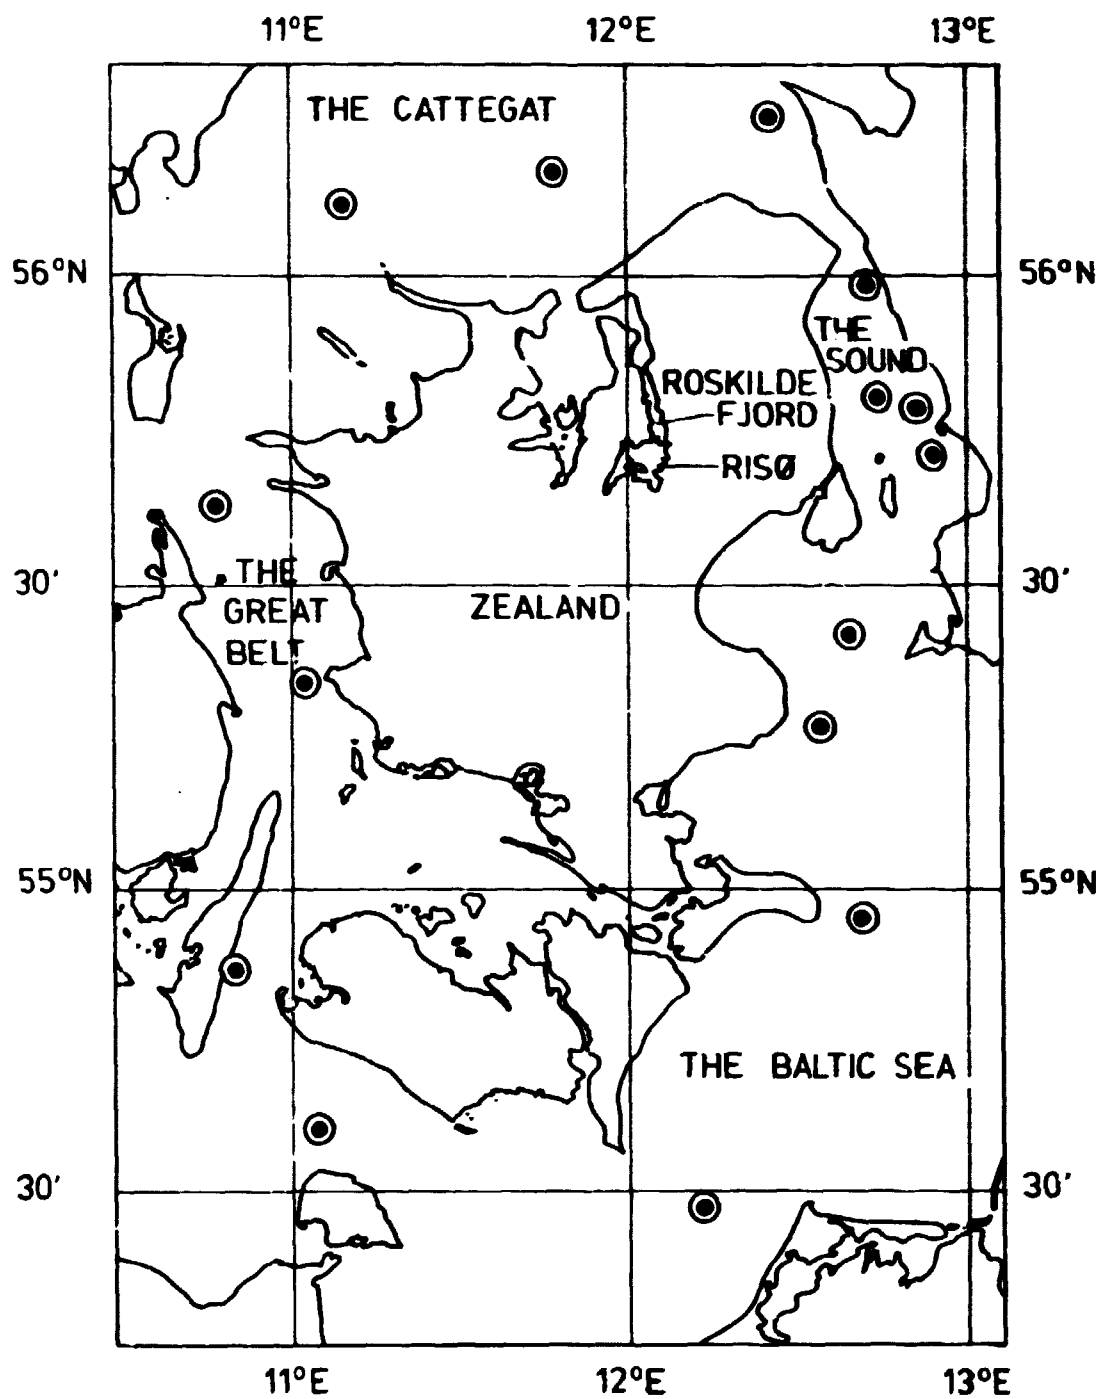 11°E 12°E 13°E
THE CATTEGAT
56°N 56°N
THE
SOUND
ROSKILDE
FJORD
RISØ
30' 30'
THE
GREAT
BELT
ZEALAND
55°N 55°N
THE BALTIC SEA
30' 30'
11°E 12°E 13°E